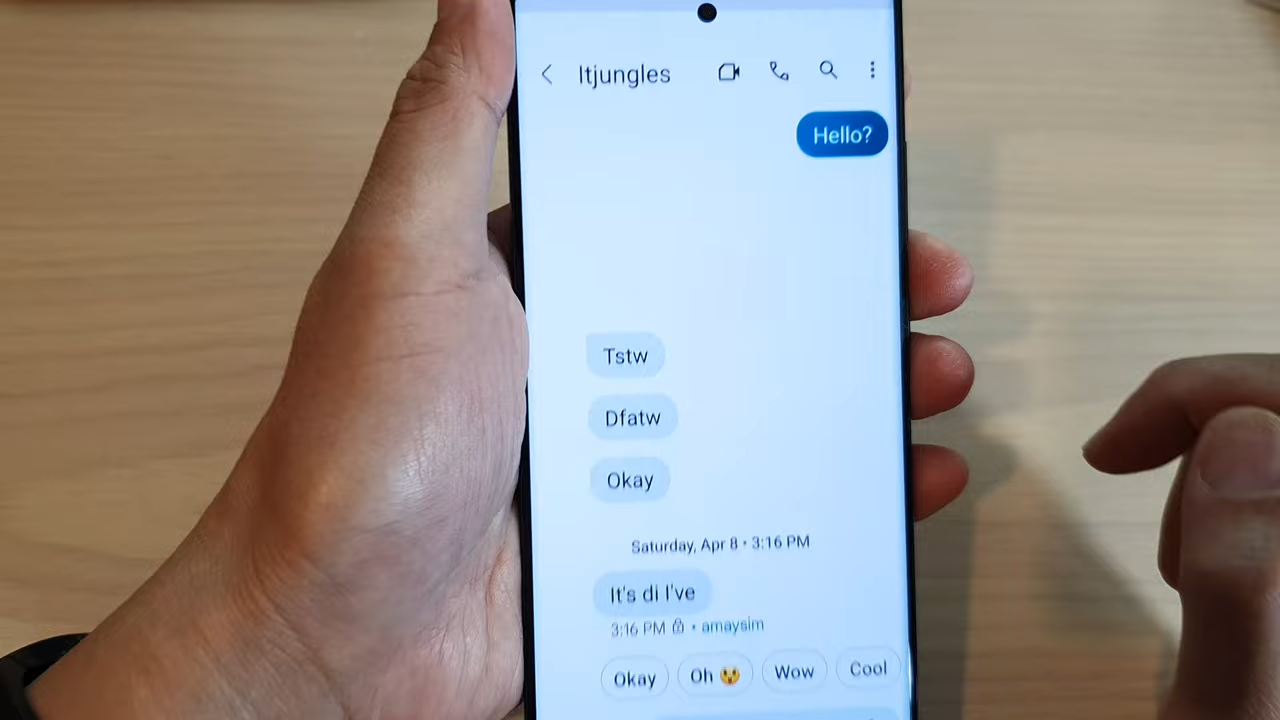 Itjungles
Hello?
Tstw
Dfatw
Okay
Saturday, Apr 8 • 3:16 PM
It's di I've
3:16 PM • amaysim
Okay Oh 😲 Wow Cool